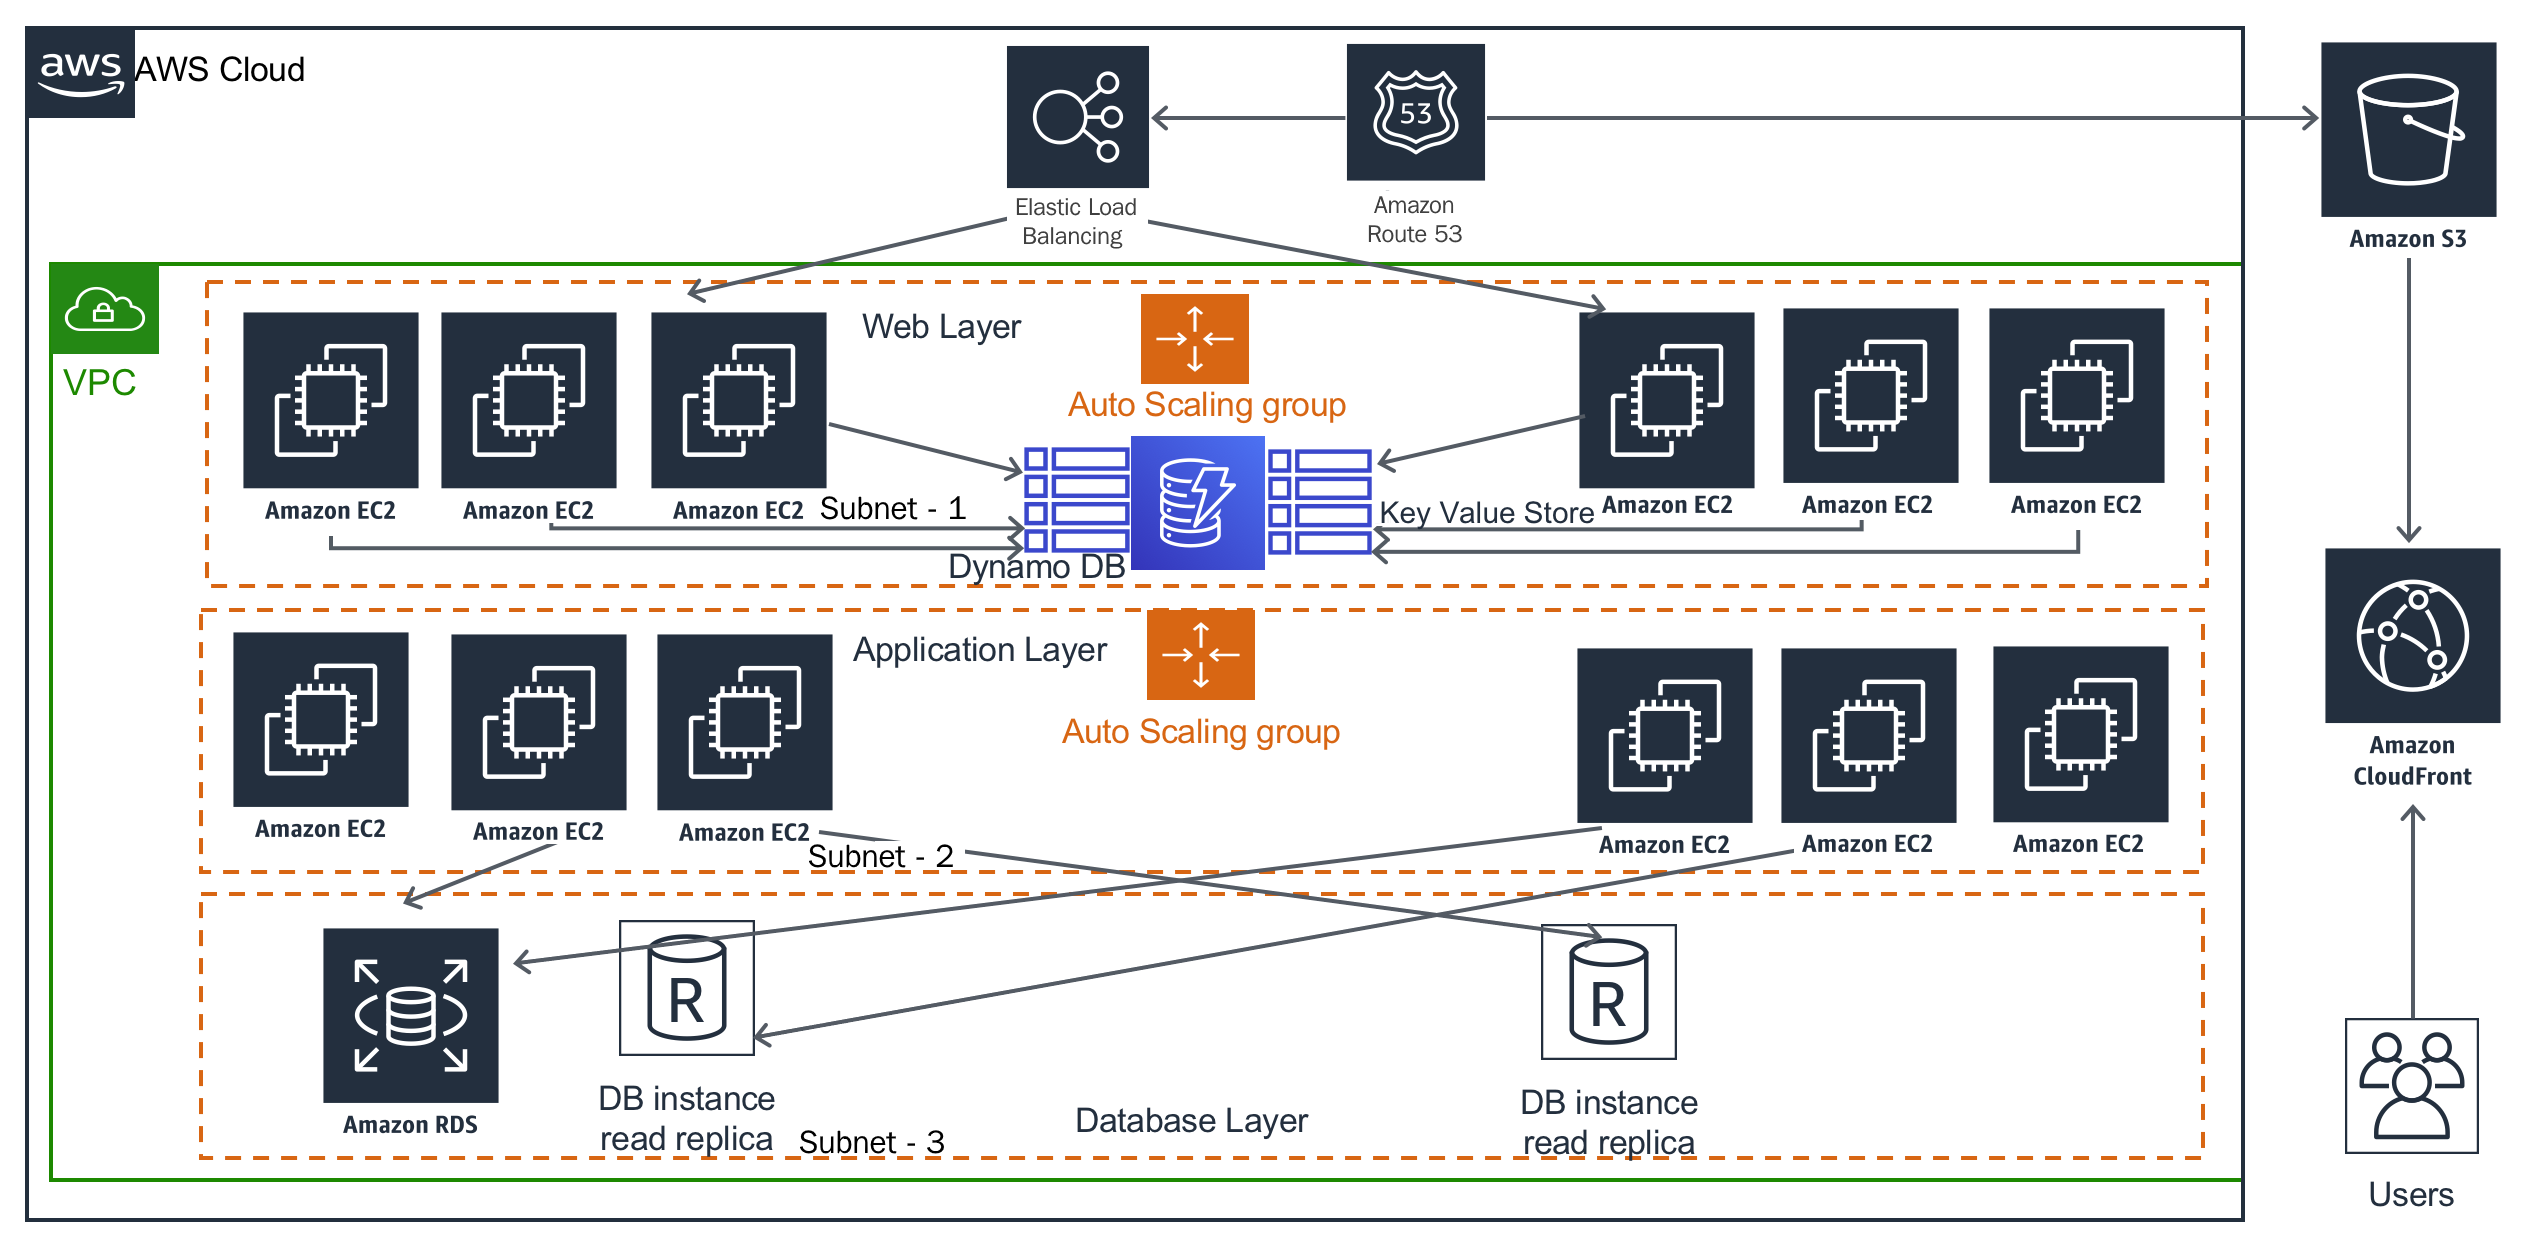 aws
AWS Cloud
53
Elastic Load
Balancing
Amazon
Route 53
Amazon S3
VPC
Web Layer
Auto Scaling group
Amazon EC2
Amazon EC2
Amazon EC2
Subnet - 1
Key Value Store
Amazon EC2
Amazon EC2
Amazon EC2
Dynamo DB
Application Layer
Auto Scaling group
Amazon
CloudFront
Amazon EC2
Amazon EC2
Amazon EC2
Subnet - 2
Amazon EC2
Amazon EC2
Amazon EC2
R
R
Amazon RDS
DB instance
read replica
Subnet - 3
Database Layer
DB instance
read replica
Users